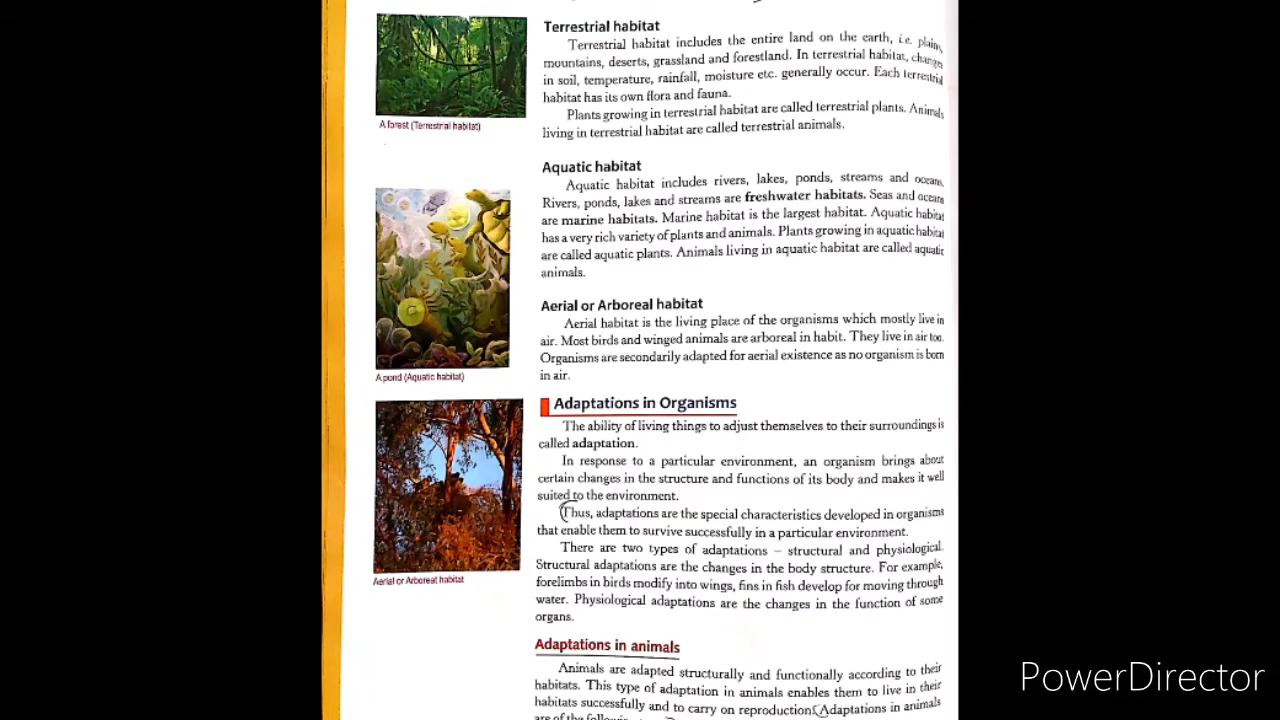 Terrestrial habitat
Terrestrial habitat includes the entire land on the earth, i.e. plains,
mountains, deserts, grassland and forestland. In terrestrial habitat, changes
in soil, temperature, rainfall, moisture etc. generally occur. Each terrestrial
habitat has its own flora and fauna.
Plants growing in terrestrial habitat are called terrestrial plants. Animals
living in terrestrial habitat are called terrestrial animals.
A forest (Terrestrial habitat)
Aquatic habitat
Aquatic habitat includes rivers, lakes, ponds, streams and oceans.
Rivers, ponds, lakes and streams are freshwater habitats. Seas and oceans
are marine habitats. Marine habitat is the largest habitat. Aquatic habitat
has a very rich variety of plants and animals. Plants growing in aquatic habitat
are called aquatic plants. Animals living in aquatic habitat are called aquatic
animals.
A pond (Aquatic habitat)
Aerial or Arboreal habitat
Aerial habitat is the living place of the organisms which mostly live in
air. Most birds and winged animals are arboreal in habit. They live in air too.
Organisms are secondarily adapted for aerial existence as no organism is born
in air.
Aerial or Arboreat habitat
Adaptations in Organisms
The ability of living things to adjust themselves to their surroundings is
called adaptation.
In response to a particular environment, an organism brings about
certain changes in the structure and functions of its body and makes it well
suited to the environment.
Thus, adaptations are the special characteristics developed in organisms
that enable them to survive successfully in a particular environment.
There are two types of adaptations – structural and physiological.
Structural adaptations are the changes in the body structure. For example,
forelimbs in birds modify into wings, fins in fish develop for moving through
water. Physiological adaptations are the changes in the function of some
organs.
Adaptations in animals
Animals are adapted structurally and functionally according to their
habitats. This type of adaptation in animals enables them to live in their
habitats successfully and to carry on reproduction. Adaptations in animals
are of the
PowerDirector